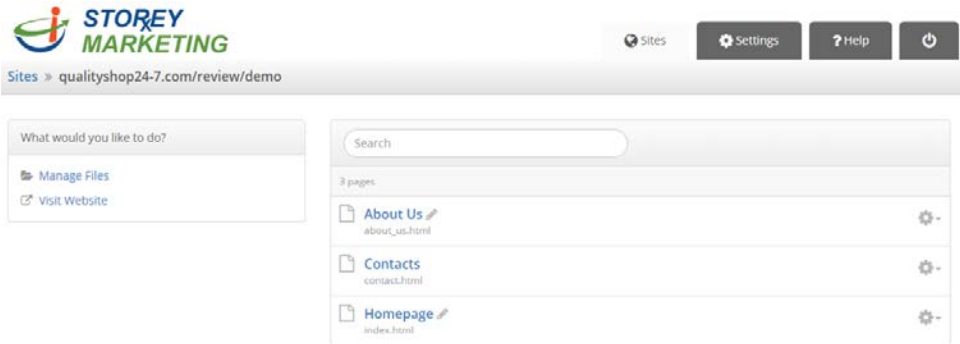 STOREY
MARKETING
Sites
Settings
? Help
Sites » qualityshop24-7.com/review/demo
What would you like to do?
Manage Files
Visit Website
Search
3 pages
About Us
about_us.html
Contacts
contact.html
Homepage
index.html